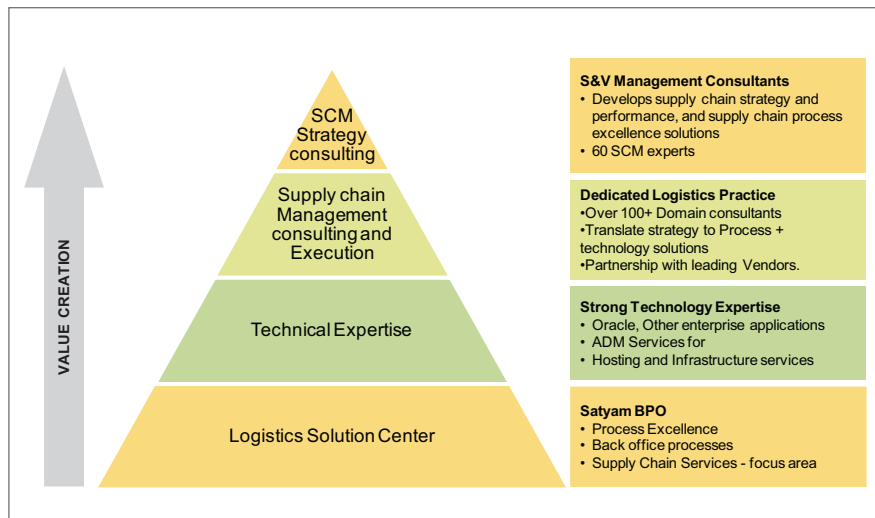 VALUE CREATION
SCM
Strategy
consulting
Supply chain
Management
consulting and
Execution
Technical Expertise
Logistics Solution Center
S&V Management Consultants
• Develops supply chain strategy and
performance, and supply chain process
excellence solutions
• 60 SCM experts
Dedicated Logistics Practice
•Over 100+ Domain consultants
•Translate strategy to Process +
technology solutions
•Partnership with leading Vendors.
Strong Technology Expertise
• Oracle, Other enterprise applications
• ADM Services for
• Hosting and Infrastructure services
Satyam BPO
• Process Excellence
• Back office processes
• Supply Chain Services - focus area